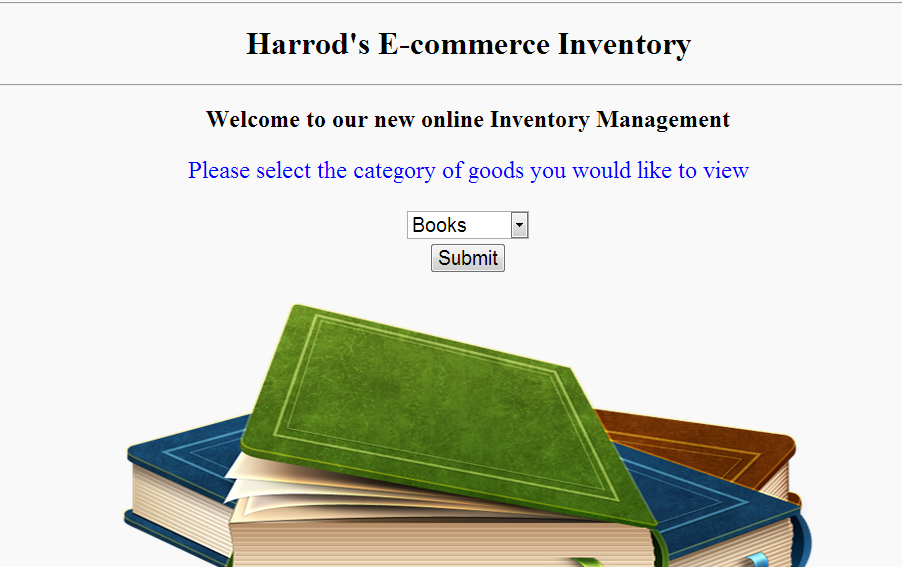 Harrod's E-commerce Inventory
Welcome to our new online Inventory Management
Please select the category of goods you would like to view
Books
Submit